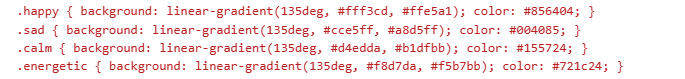 .happy { background: linear-gradient(135deg, #fff3cd, #ffe5a1); color: #856404; }
.sad { background: linear-gradient(135deg, #cce5ff, #a8d5ff); color: #004085; }
.calm { background: linear-gradient(135deg, #d4edda, #b1dfbb); color: #155724; }
.energetic { background: linear-gradient(135deg, #f8d7da, #f5b7bb); color: #721c24; }